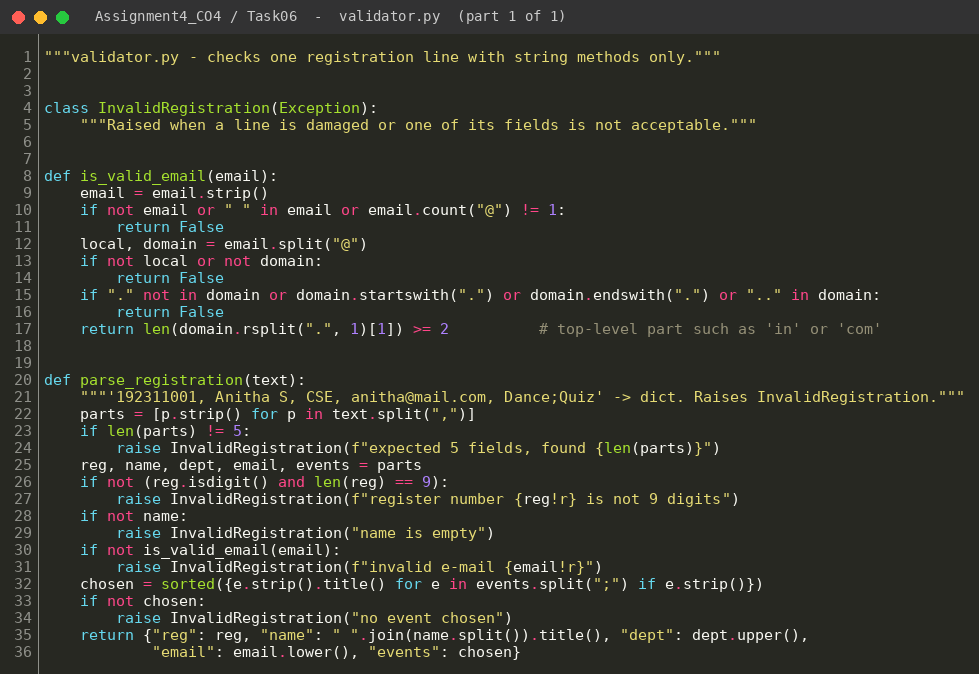 Assignment4_CO4 / Task06  -  validator.py  (part 1 of 1)
1 """validator.py - checks one registration line with string methods only."""
2
3
4 class InvalidRegistration(Exception):
5     """Raised when a line is damaged or one of its fields is not acceptable."""
6
7
8 def is_valid_email(email):
9     email = email.strip()
10     if not email or " " in email or email.count("@") != 1:
11         return False
12     local, domain = email.split("@")
13     if not local or not domain:
14         return False
15     if "." not in domain or domain.startswith(".") or domain.endswith(".") or ".." in domain:
16         return False
17     return len(domain.rsplit(".", 1)[1]) >= 2          # top-level part such as 'in' or 'com'
18
19
20 def parse_registration(text):
21     """'192311001, Anitha S, CSE, anitha@mail.com, Dance;Quiz' -> dict. Raises InvalidRegistration."""
22     parts = [p.strip() for p in text.split(",")]
23     if len(parts) != 5:
24         raise InvalidRegistration(f"expected 5 fields, found {len(parts)}")
25     reg, name, dept, email, events = parts
26     if not (reg.isdigit() and len(reg) == 9):
27         raise InvalidRegistration(f"register number {reg!r} is not 9 digits")
28     if not name:
29         raise InvalidRegistration("name is empty")
30     if not is_valid_email(email):
31         raise InvalidRegistration(f"invalid e-mail {email!r}")
32     chosen = sorted({e.strip().title() for e in events.split(";") if e.strip()})
33     if not chosen:
34         raise InvalidRegistration("no event chosen")
35     return {"reg": reg, "name": " ".join(name.split()).title(), "dept": dept.upper(),
36             "email": email.lower(), "events": chosen}